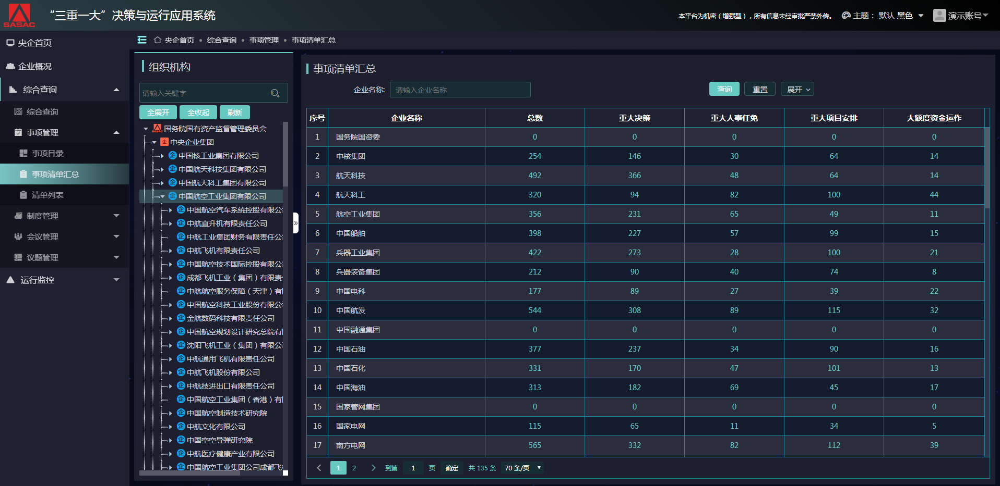 SASAC
“三重一大”决策与运行应用系统
本平台为机密（增强型），所有信息未经审批严禁外传。
主题： 默认 黑色
演示账号
央企首页
企业概况
综合查询
综合查询
事项管理
事项目录
事项清单汇总
清单列表
制度管理
会议管理
议题管理
运行监控
央企首页 • 综合查询 • 事项管理 • 事项清单汇总
组织机构
请输入关键字
全展开 全收起 刷新
国务院国有资产监督管理委员会
企 中央企业集团
企 中国核工业集团有限公司
企 中国航天科技集团有限公司
企 中国航天科工集团有限公司
企 中国航空工业集团有限公司
企 中国航空汽车系统控股有限公
企 中航直升机有限责任公司
企 中航工业集团财务有限责任公
企 中航飞机有限责任公司
企 中国航空技术国际控股有限公
企 成都飞机工业（集团）有限责
企 中航航空服务保障（天津）有
企 中国航空科技工业股份有限公
企 金航数码科技有限责任公司
企 中国航空规划设计研究总院有
企 沈阳飞机工业（集团）有限公
企 中航通用飞机有限责任公司
企 中航飞机股份有限公司
企 中航技进出口有限责任公司
企 中国航空工业集团（香港）有
企 中国航空制造技术研究院
企 中航文化有限公司
企 中国空空导弹研究院
企 中航医疗健康产业有限公司
企 中国航空工业集团公司成都飞
事项清单汇总
企业名称: 请输入企业名称 查询 重置 展开
序号 企业名称 总数 重大决策 重大人事任免 重大项目安排 大额度资金运作
1 国务院国资委 0 0 0 0 0
2 中核集团 254 146 30 64 14
3 航天科技 492 366 48 64 14
4 航天科工 320 94 82 100 44
5 航空工业集团 356 231 65 49 11
6 中国船舶 398 227 57 99 15
7 兵器工业集团 422 273 28 100 21
8 兵器装备集团 212 90 40 74 8
9 中国电科 177 89 27 39 22
10 中国航发 544 308 89 115 32
11 中国融通集团 0 0 0 0 0
12 中国石油 377 237 34 90 16
13 中国石化 331 170 47 101 13
14 中国海油 313 182 69 45 17
15 国家管网集团 0 0 0 0 0
16 国家电网 115 65 11 34 5
17 南方电网 565 332 82 112 39
1 2 到第 1 页 确定 共 135 条 70 条/页